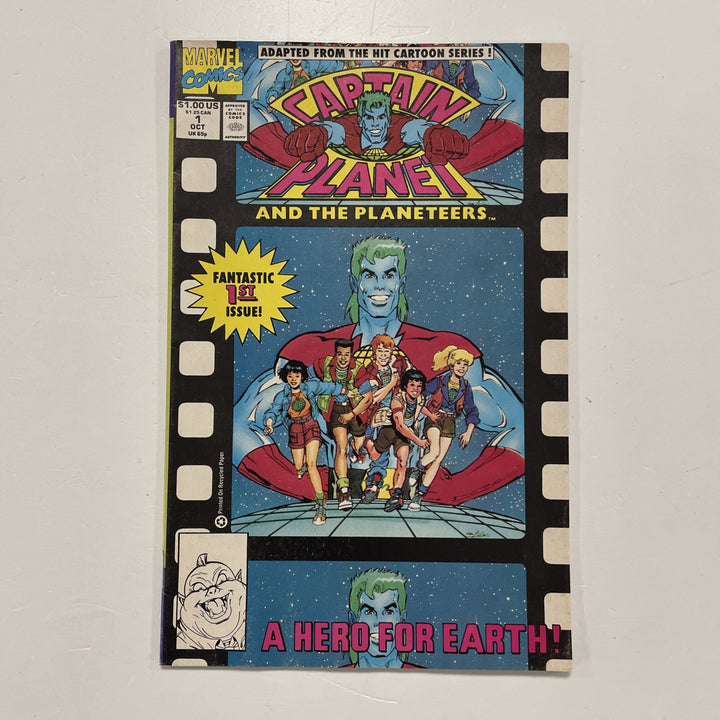 MARVEL
COMICS
ADAPTED FROM THE HIT CARTOON SERIES !
$1.00 US
$1.25 CAN
1
OCT
UK 65p
APPROVED
BY THE
COMICS
CODE
AUTHORITY
CAPTAIN
PLANET
AND THE PLANETEERS™
FANTASTIC
1ST
ISSUE!
Printed On Recycled Paper.
A HERO FOR EARTH!